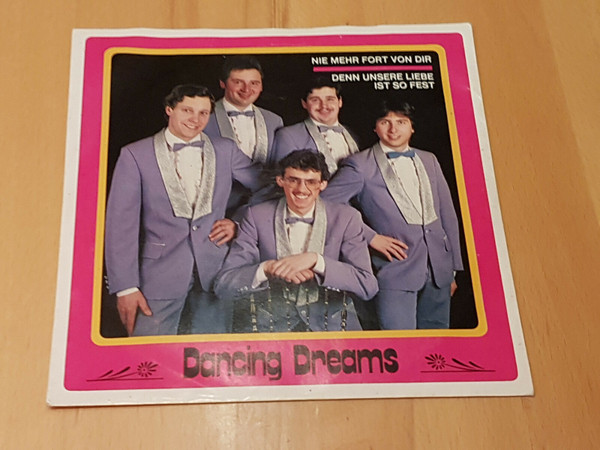 NIE MEHR FORT VON DIR
DENN UNSERE LIEBE
IST SO FEST
Dancing Dreams